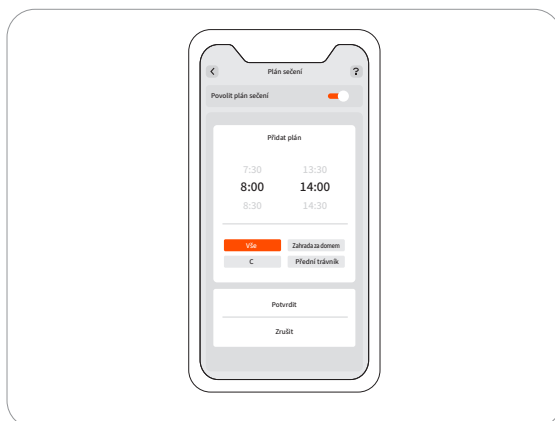 Plán sečení ?
Povolit plán sečení
Přidat plán
7:30 13:30
8:00 14:00
8:30 14:30
Vše Zahrada za domem
C Přední trávník
Potvrdit
Zrušit